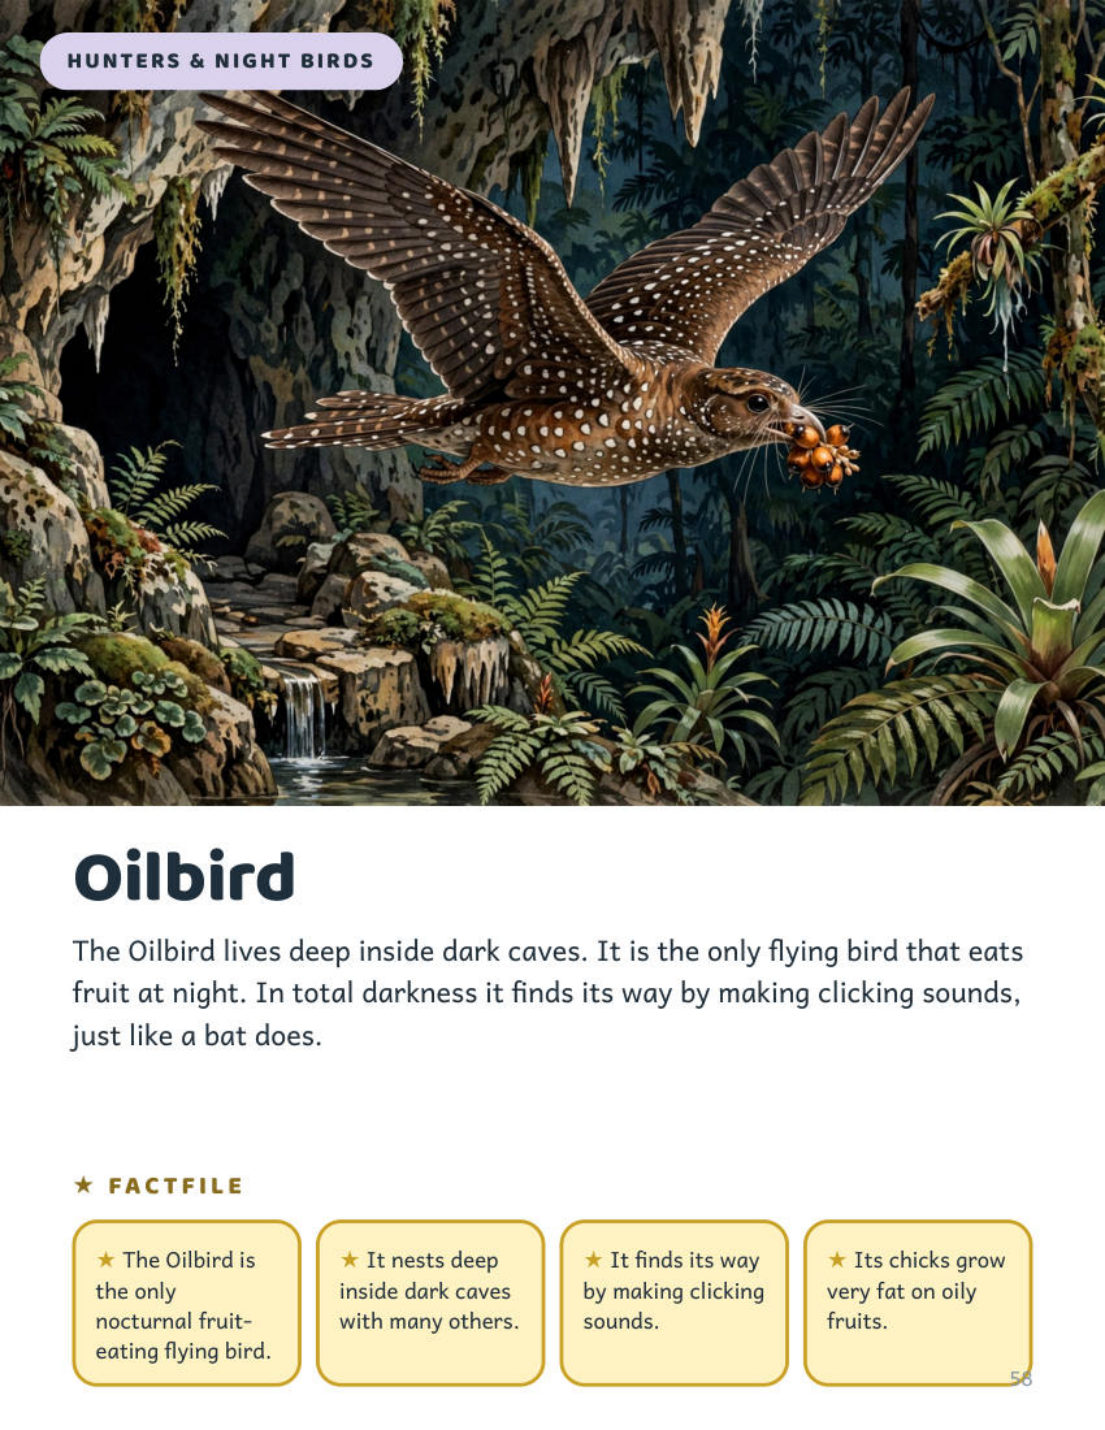 HUNTERS & NIGHT BIRDS
Oilbird
The Oilbird lives deep inside dark caves. It is the only flying bird that eats
fruit at night. In total darkness it finds its way by making clicking sounds,
just like a bat does.
★ FACTFILE
★ The Oilbird is
the only
nocturnal fruit-
eating flying bird.
★ It nests deep
inside dark caves
with many others.
★ It finds its way
by making clicking
sounds.
★ Its chicks grow
very fat on oily
fruits.
58